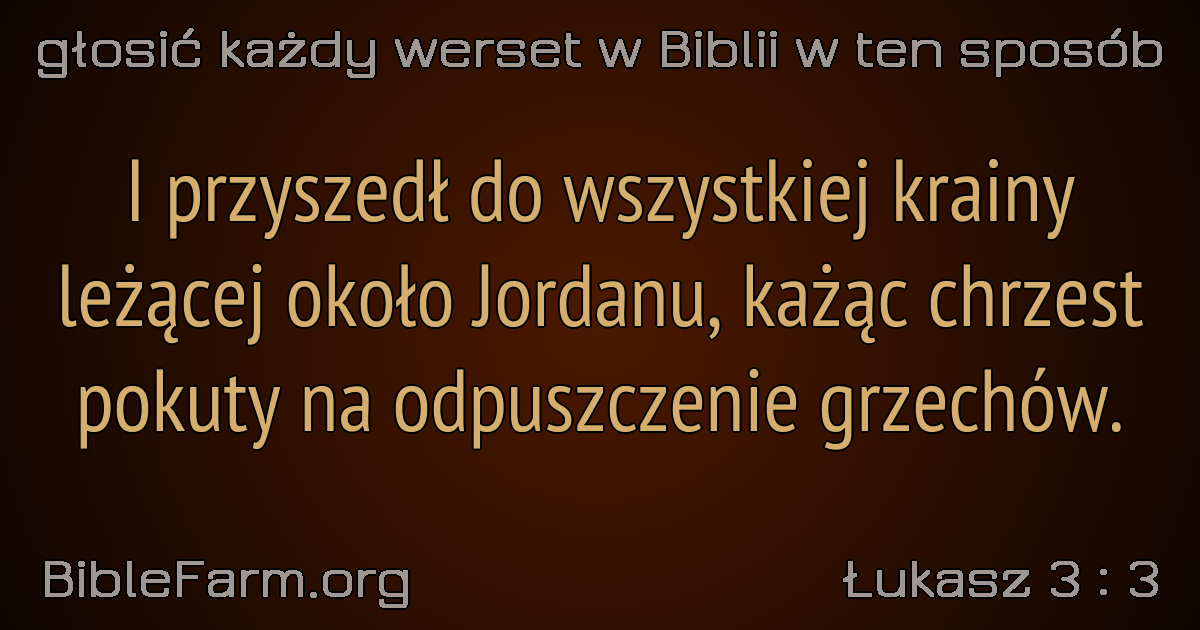 głosić każdy werset w Biblii w ten sposób
I przyszedł do wszystkiej krainy
leżącej około Jordanu, każąc chrzest
pokuty na odpuszczenie grzechów.
BibleFarm.org
Łukasz 3 : 3